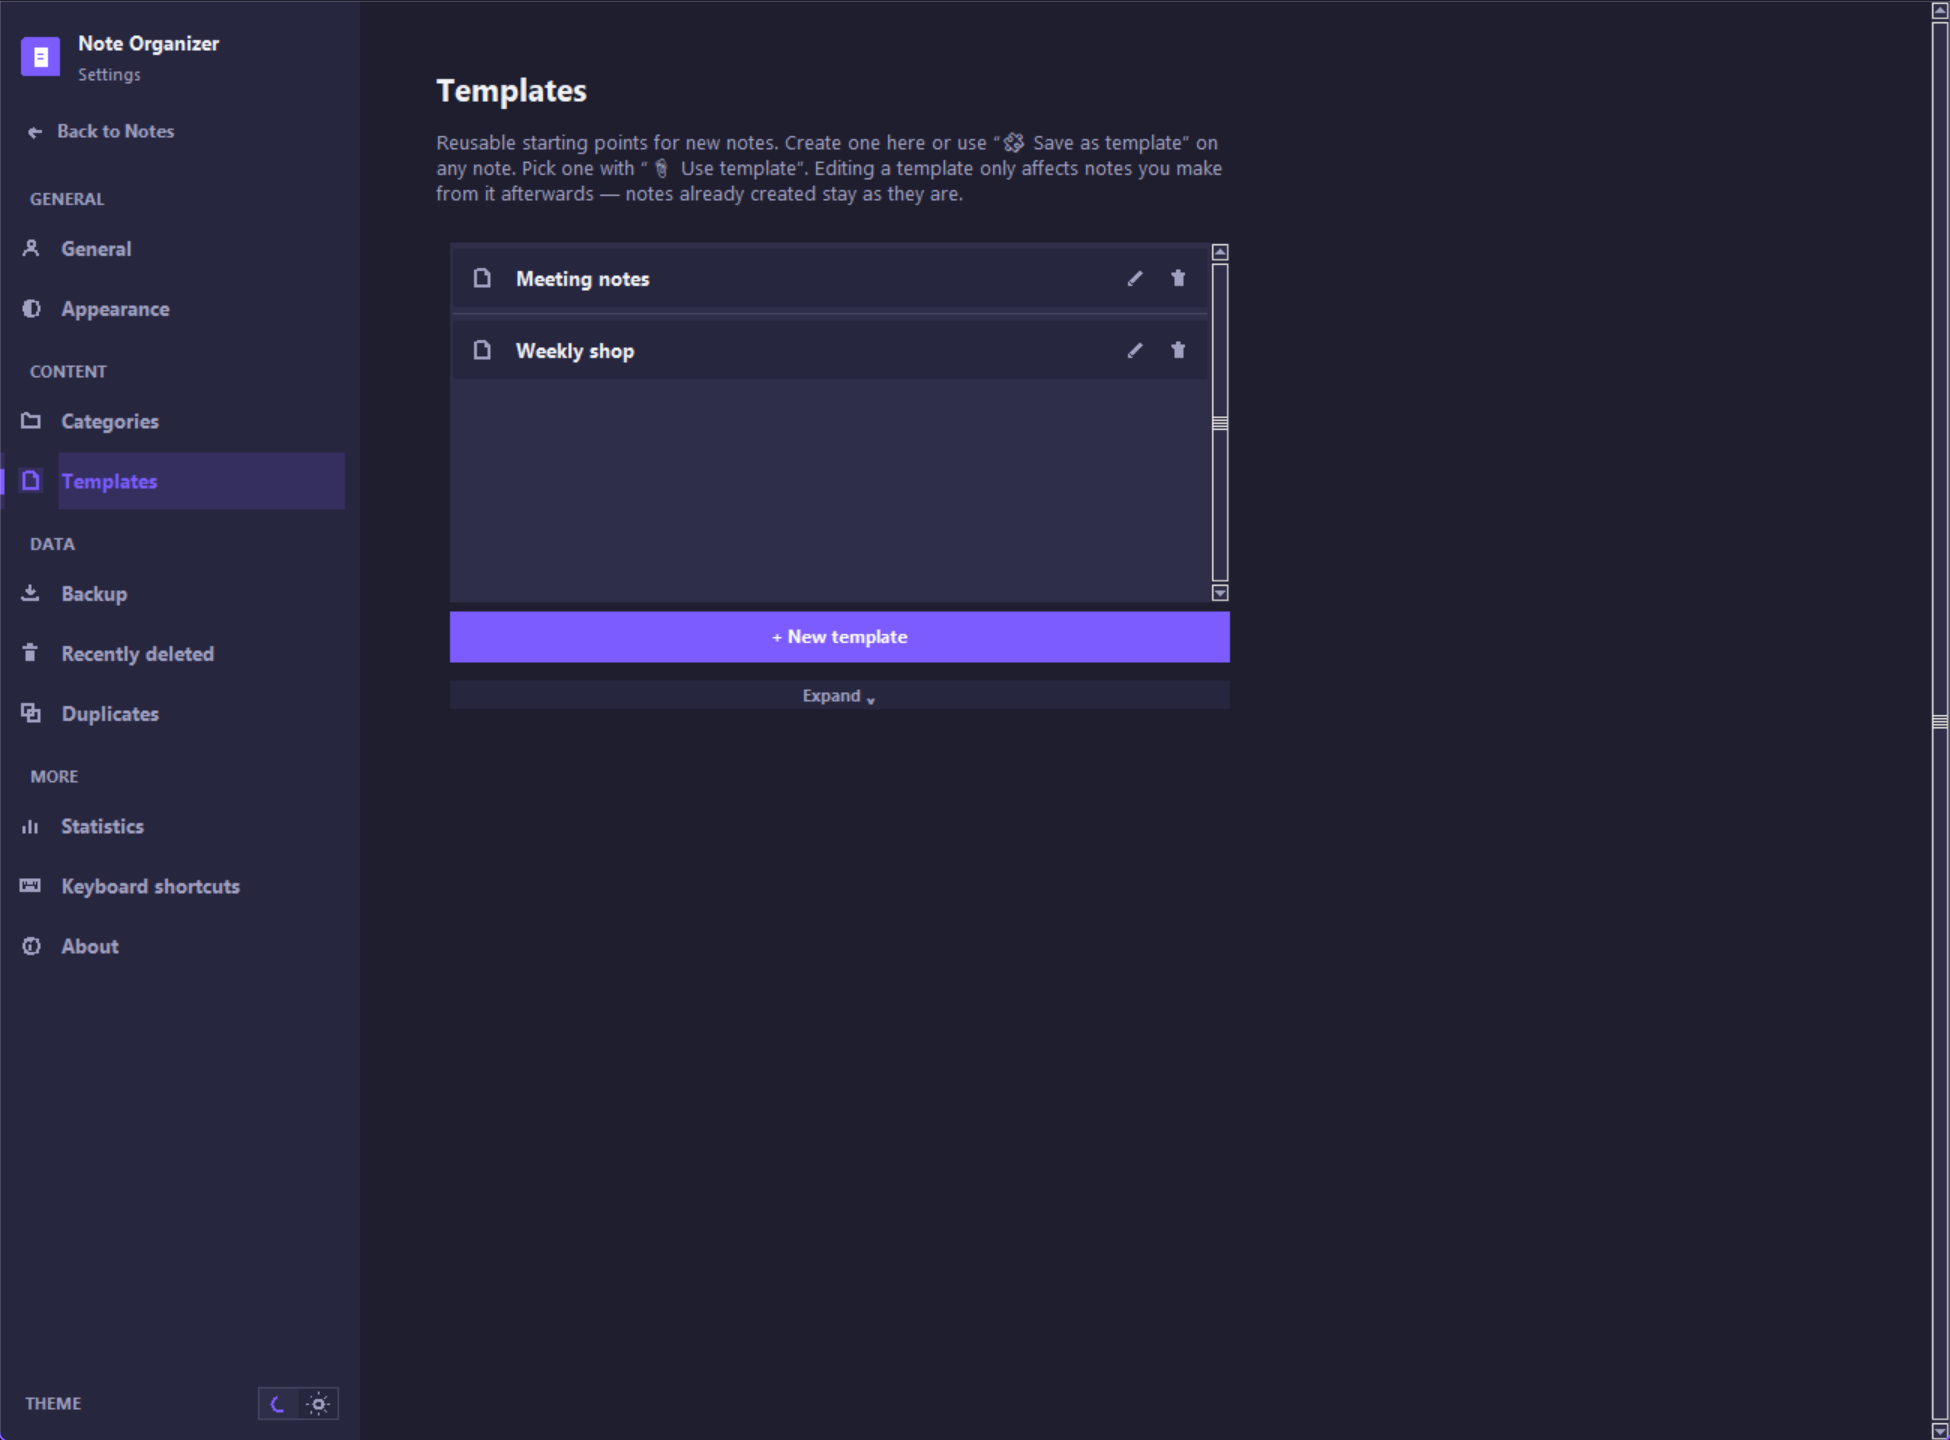 Note Organizer
Settings
Back to Notes
GENERAL
General
Appearance
CONTENT
Categories
Templates
DATA
Backup
Recently deleted
Duplicates
MORE
Statistics
Keyboard shortcuts
About
THEME
Templates
Reusable starting points for new notes. Create one here or use “ Save as template” on
any note. Pick one with “ Use template”. Editing a template only affects notes you make
from it afterwards — notes already created stay as they are.
Meeting notes
Weekly shop
+ New template
Expand